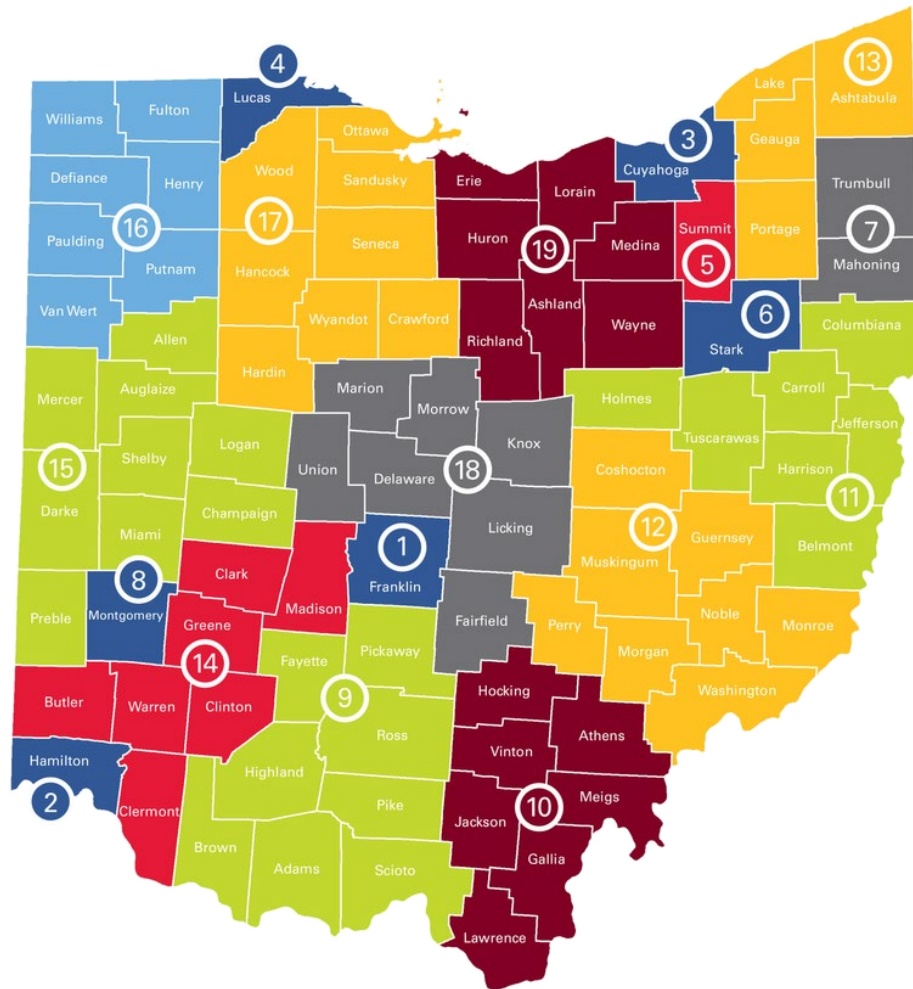 4
13
Lucas
Lake
Ashtabula
Williams
Fulton
Ottawa
Geauga
3
Cuyahoga
Wood
Defiance
Henry
Sandusky
Erie
Lorain
Trumbull
16
17
Paulding
Huron
19
Medina
Summit
Portage
7
Seneca
5
Mahoning
Putnam
Hancock
Ashland
Van Wert
Wyandot
Crawford
Wayne
6
Columbiana
Allen
Richland
Stark
Hardin
Marion
Auglaize
Mercer
Morrow
Holmes
Carroll
Jefferson
Logan
Knox
Tuscarawas
Shelby
15
Union
Delaware
18
Coshocton
Harrison
11
Darke
Champaign
Licking
12
Guernsey
Miami
1
Belmont
8
Clark
Franklin
Muskingum
Madison
Montgomery
Preble
Greene
Fairfield
Perry
Noble
Monroe
14
Fayette
Pickaway
Morgan
Butler
Warren
Clinton
9
Hocking
Washington
Ross
Athens
Hamilton
Vinton
Highland
2
Clermont
Pike
10
Meigs
Jackson
Brown
Gallia
Adams
Scioto
Lawrence